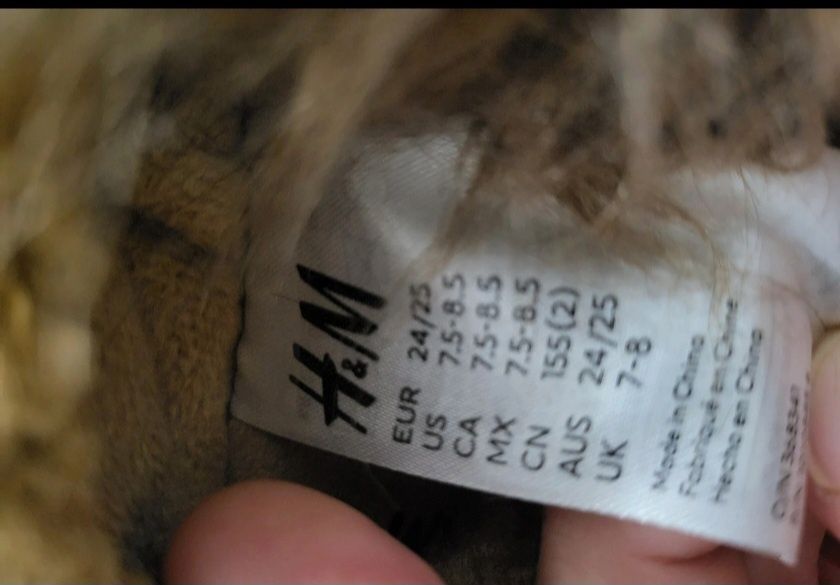 H&M
EUR 24/25
US 7.5-8.5
CA 7.5-8.5
MX 7.5-8.5
CN 155(2)
AUS 24/25
UK 7-8
Made in China
Fabriqué en Chine
Hecho en China
O/N 368341